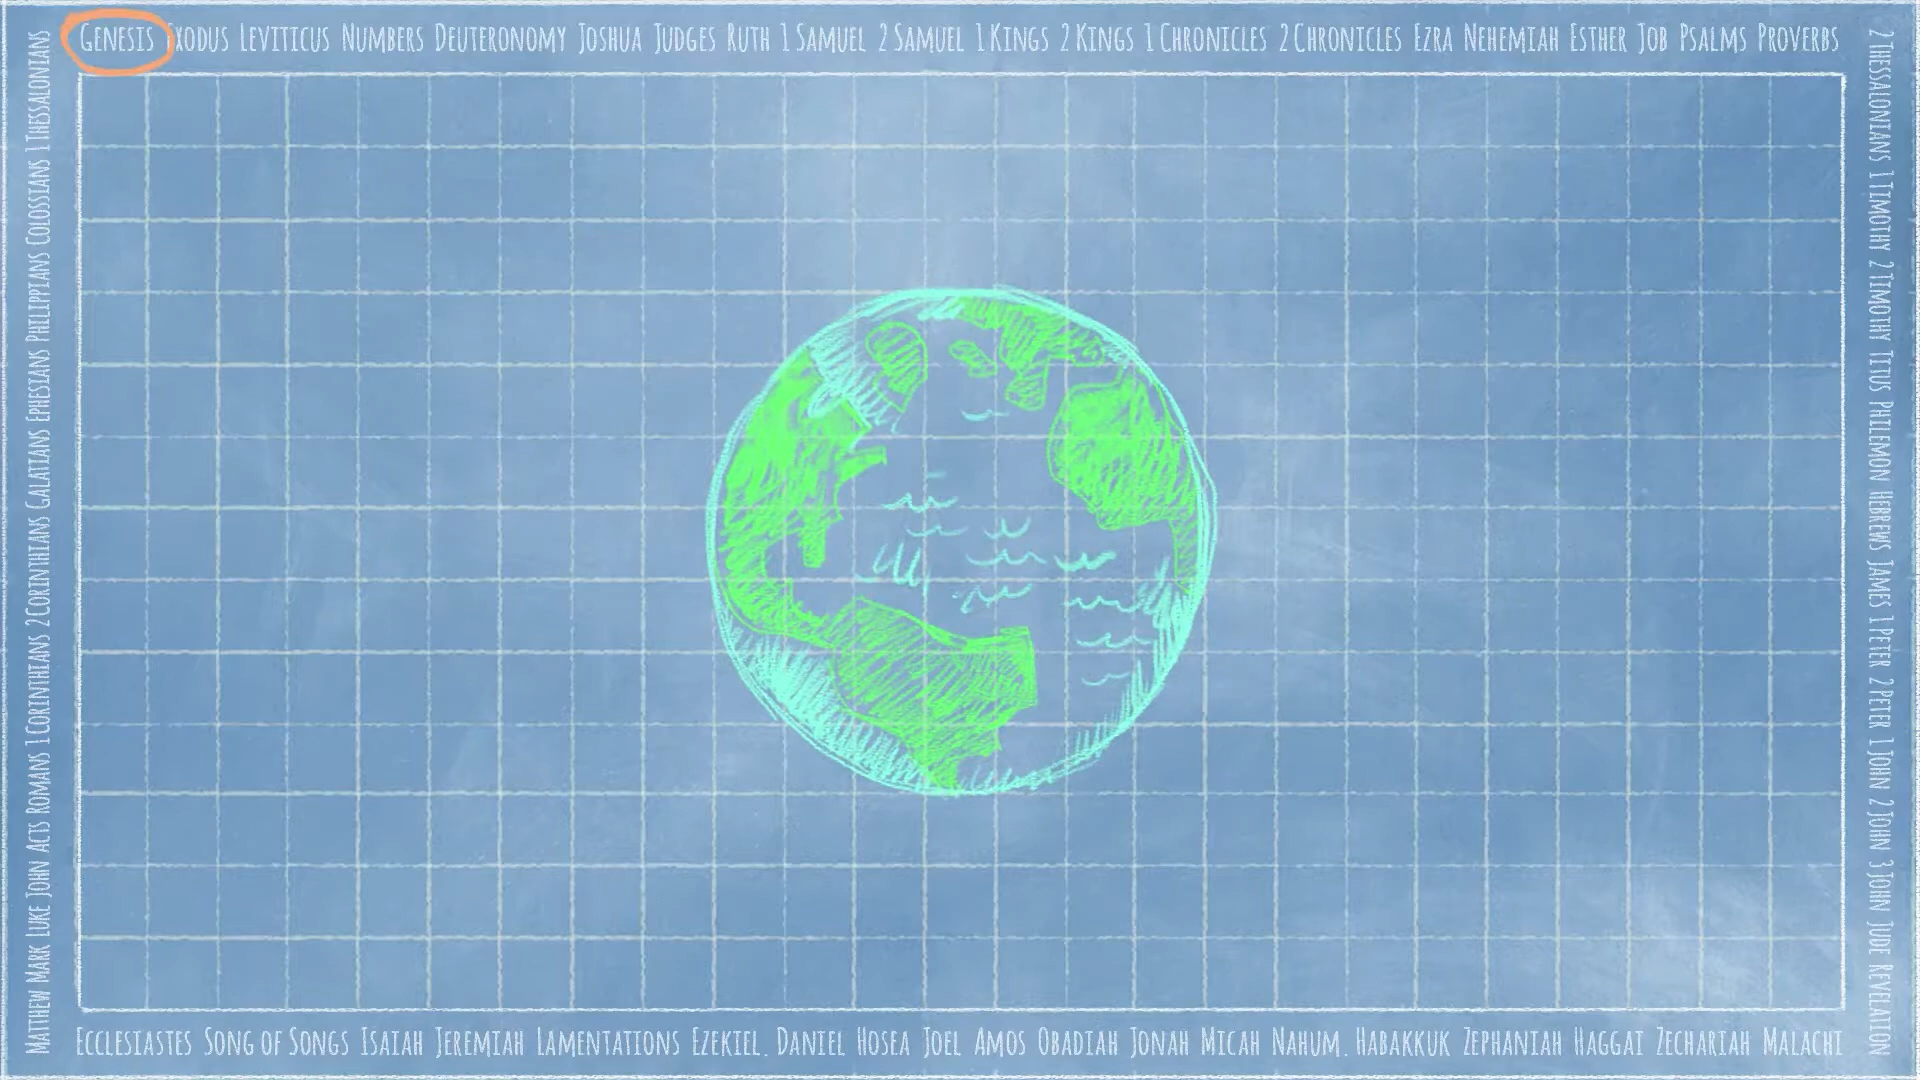 Genesis Exodus Leviticus Numbers Deuteronomy Joshua Judges Ruth 1 Samuel 2 Samuel 1 Kings 2 Kings 1 Chronicles 2 Chronicles Ezra Nehemiah Esther Job Psalms Proverbs
Ecclesiastes Song of Songs Isaiah Jeremiah Lamentations Ezekiel. Daniel Hosea Joel Amos Obadiah Jonah Micah Nahum. Habakkuk Zephaniah Haggai Zechariah Malachi
Matthew Mark Luke John Acts Romans 1 Corinthians 2 Corinthians Galatians Ephesians Philippians Colossians 1 Thessalonians
2 Thessalonians 1 Timothy 2 Timothy Titus Philemon Hebrews James 1 Peter 2 Peter 1 John 2 John 3 John Jude Revelation